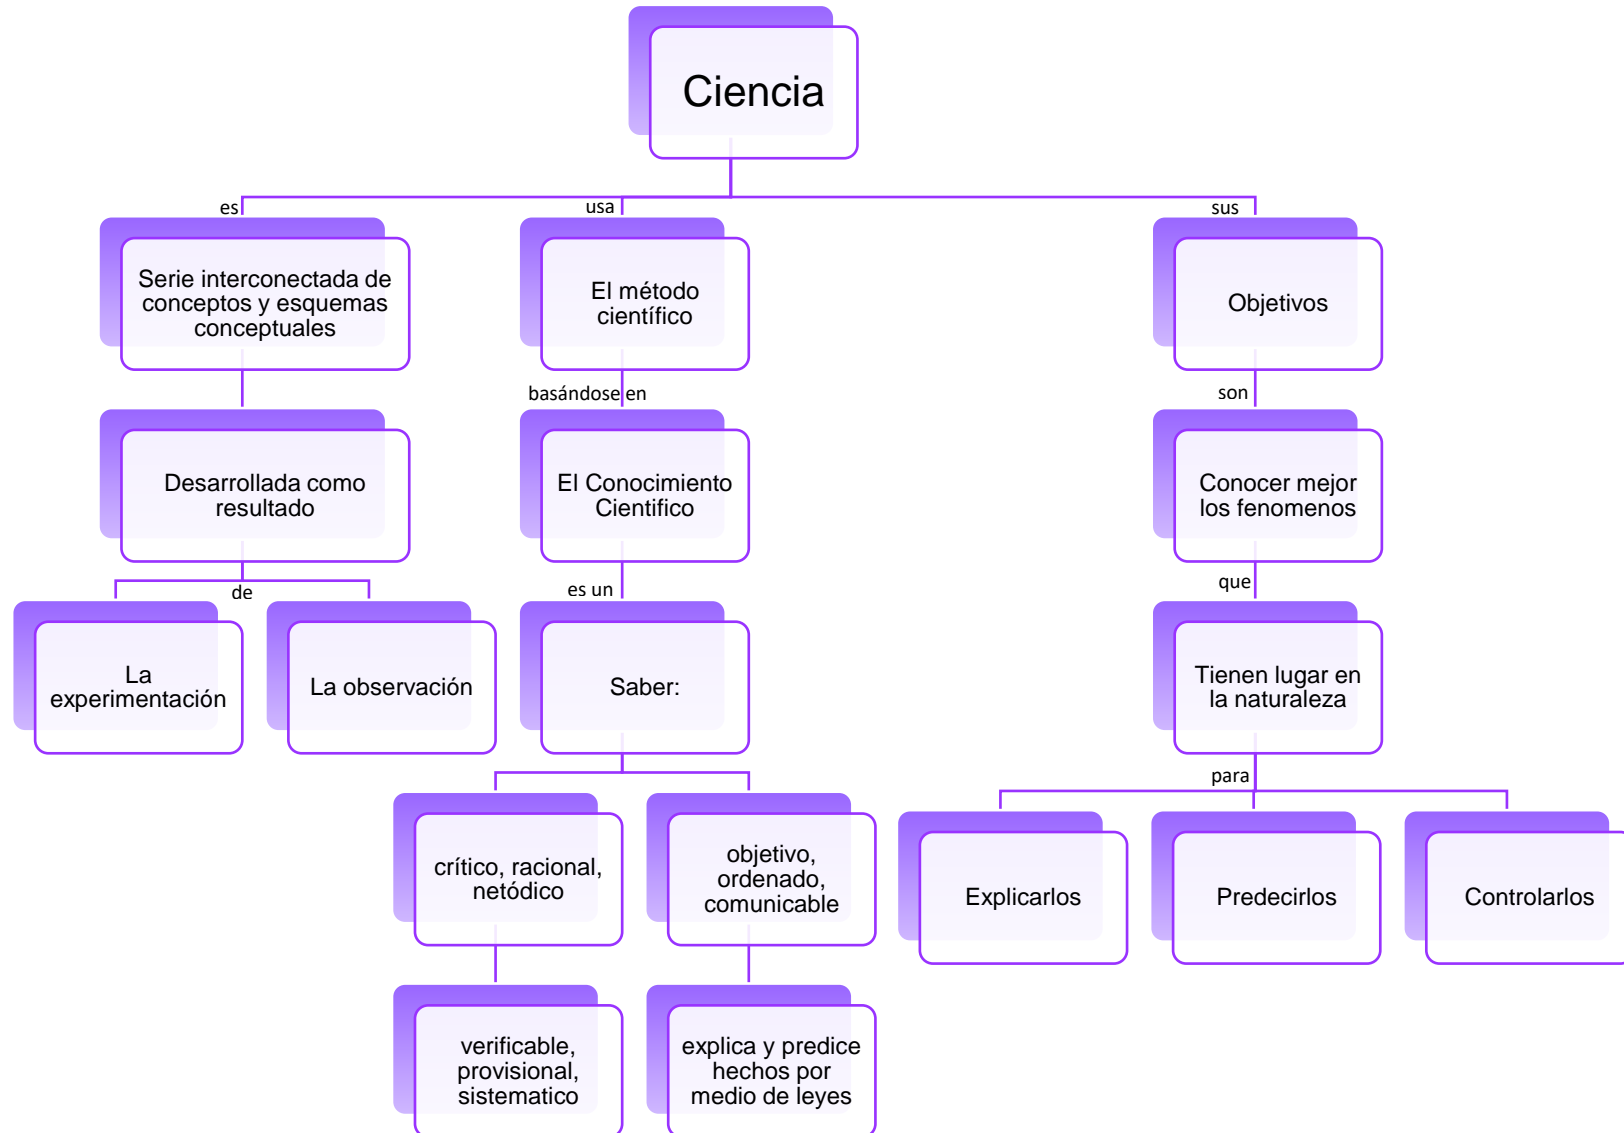 Ciencia
es
usa
sus
Serie interconectada de
conceptos y esquemas
conceptuales
El método
científico
Objetivos
basándose en
son
Desarrollada como
resultado
El Conocimiento
Cientifico
Conocer mejor
los fenomenos
de
es un
que
La
experimentación
La observación
Saber:
Tienen lugar en
la naturaleza
para
crítico, racional,
netódico
objetivo,
ordenado,
comunicable
Explicarlos
Predecirlos
Controlarlos
verificable,
provisional,
sistematico
explica y predice
hechos por
medio de leyes